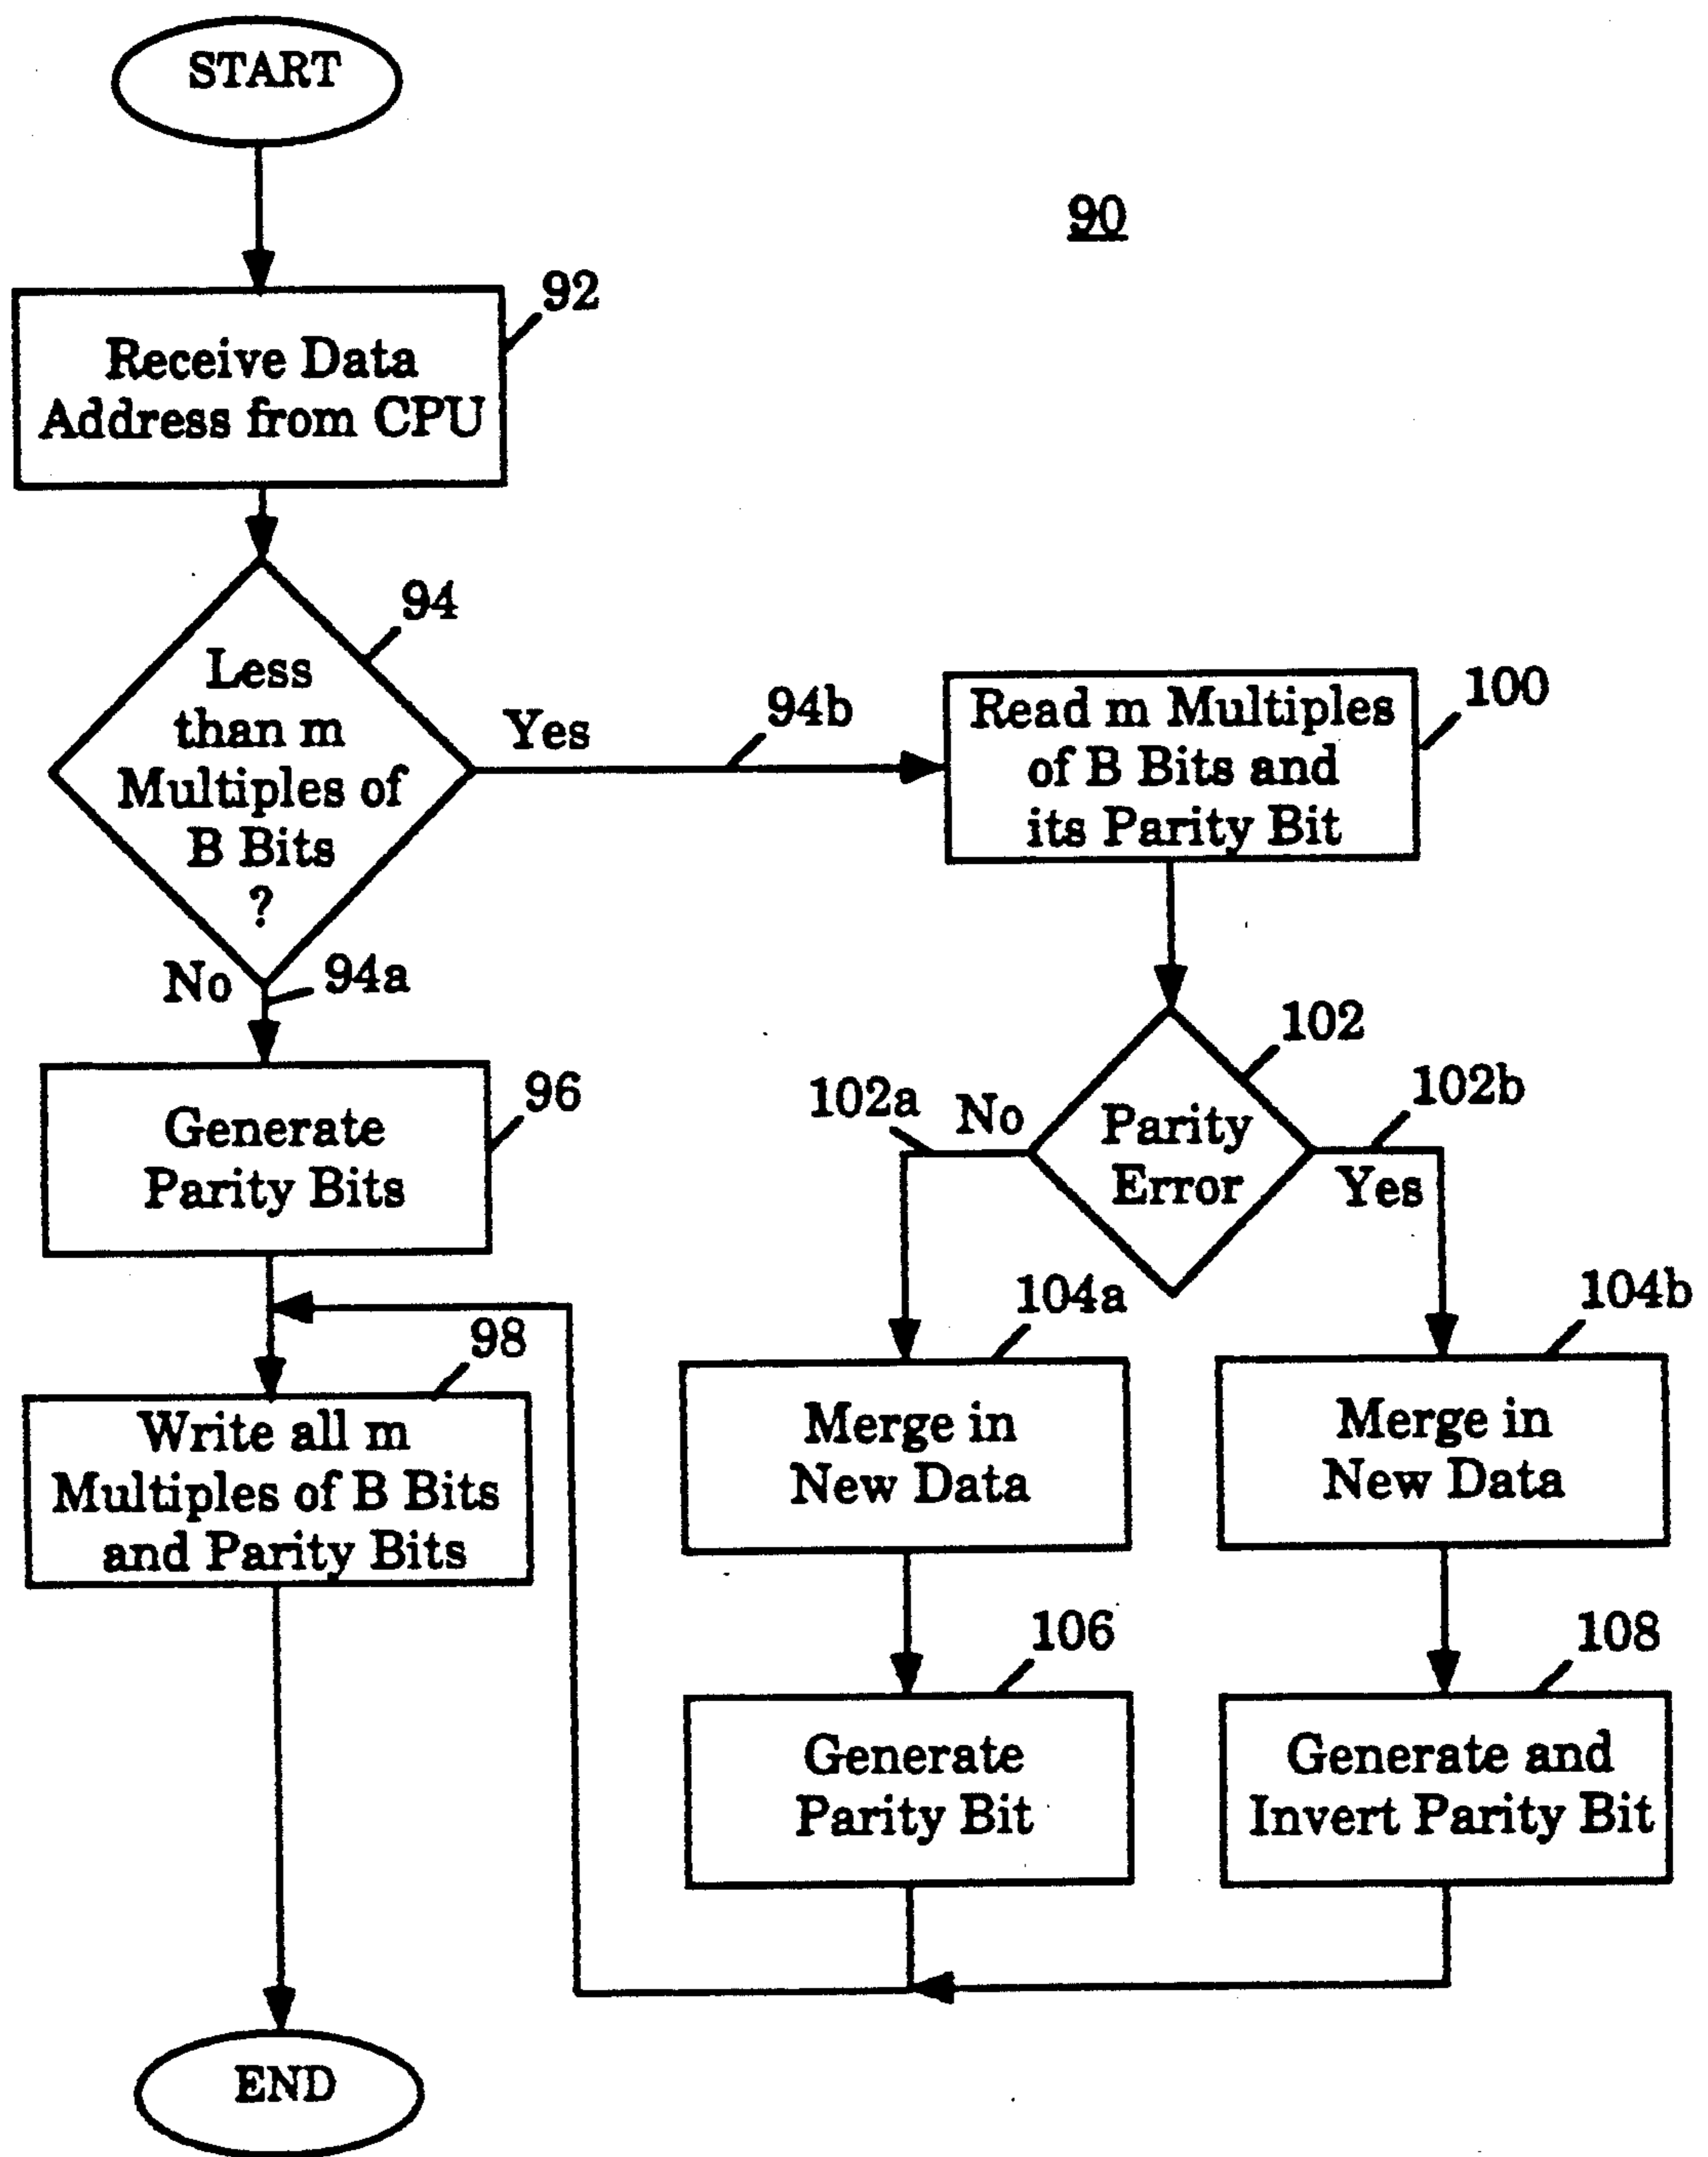 START
90
92
Receive Data
Address from CPU
94
Less
than m
Multiples of
B Bits
?
Yes
94b
100
Read m Multiples
of B Bits and
its Parity Bit
No
94a
102
102a
No
Parity
Error
102b
Yes
96
Generate
Parity Bits
104a
104b
98
Write all m
Multiples of B Bits
and Parity Bits
Merge in
New Data
Merge in
New Data
106
108
Generate
Parity Bit
Generate and
Invert Parity Bit
END